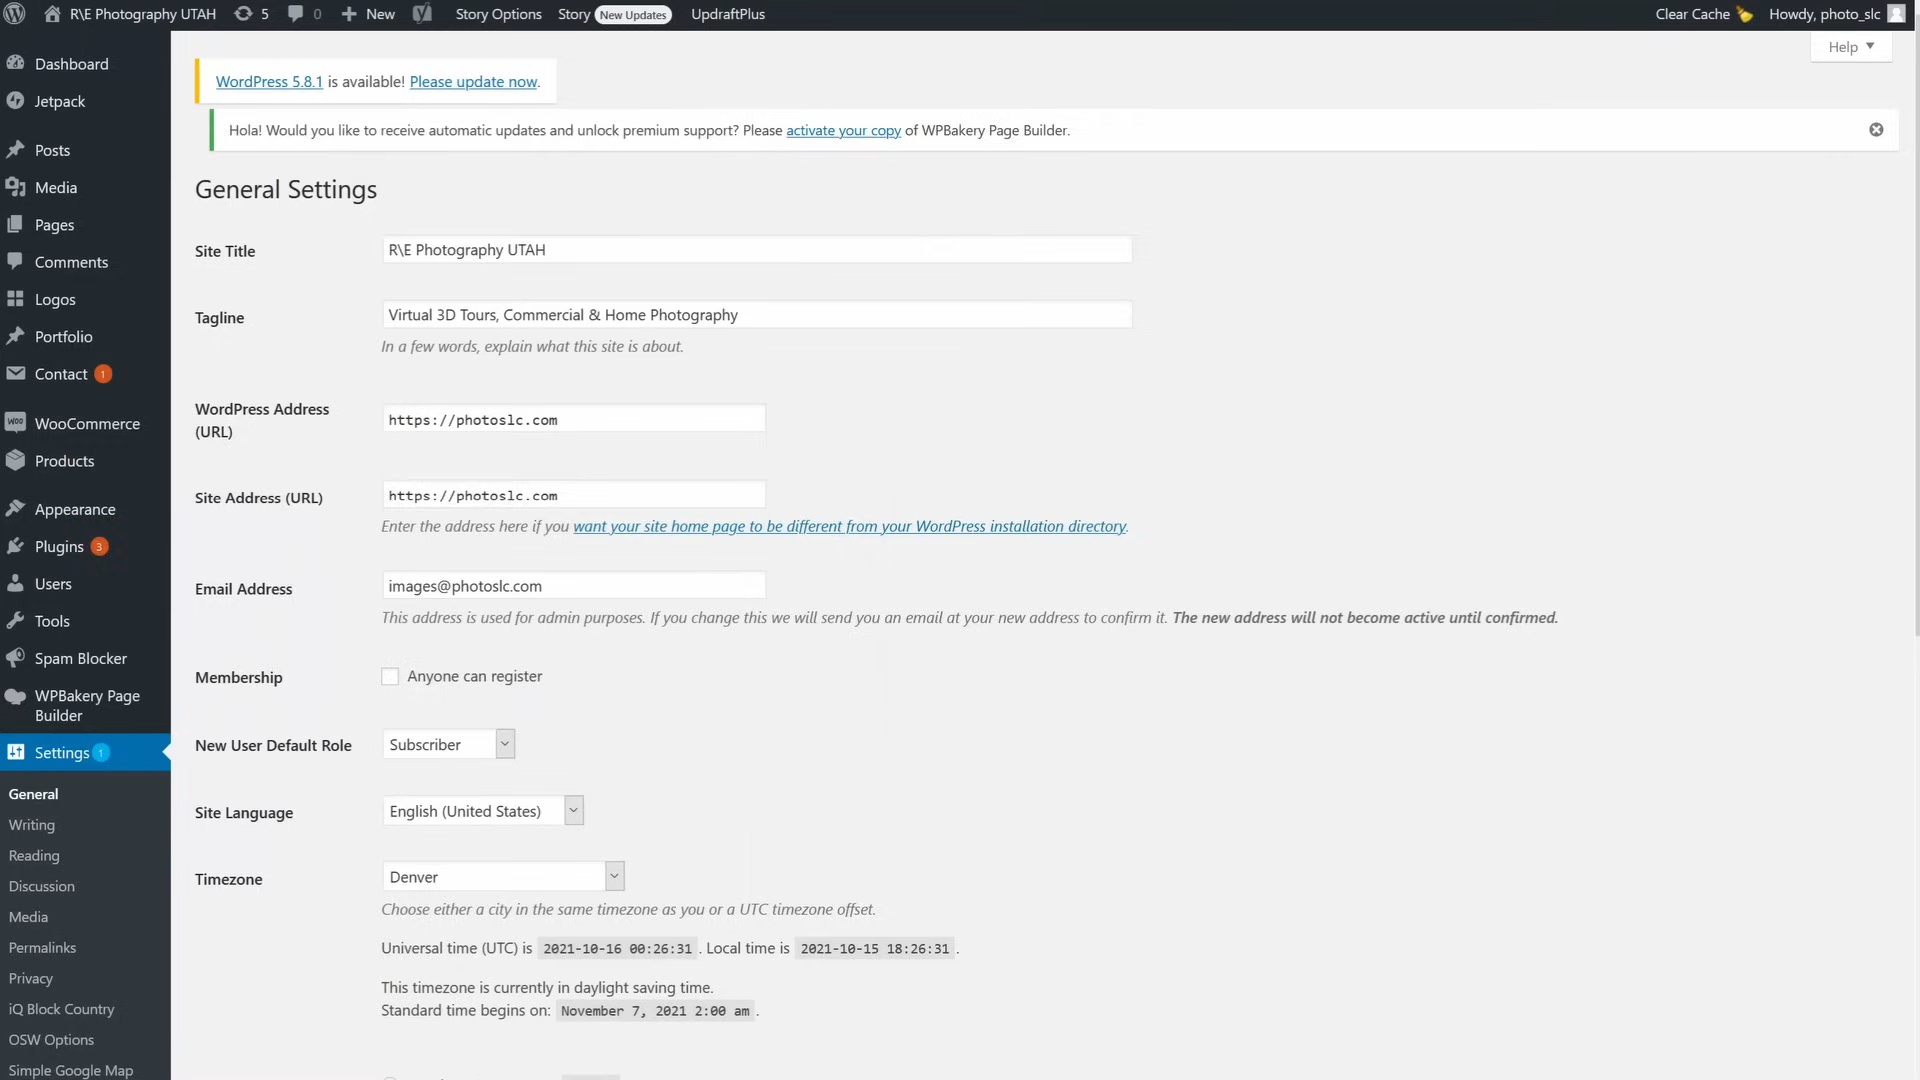 R\E Photography UTAH 5 0 New Story Options Story New Updates UpdraftPlus Clear Cache Howdy, photo_slc
Help
Dashboard
Jetpack
Posts
Media
Pages
Comments
Logos
Portfolio
Contact 1
WooCommerce
Products
Appearance
Plugins 3
Users
Tools
Spam Blocker
WPBakery Page
Builder
Settings 1
General
Writing
Reading
Discussion
Media
Permalinks
Privacy
iQ Block Country
OSW Options
Simple Google Map
WordPress 5.8.1 is available! Please update now.
Hola! Would you like to receive automatic updates and unlock premium support? Please activate your copy of WPBakery Page Builder.
General Settings
Site Title R\E Photography UTAH
Tagline Virtual 3D Tours, Commercial & Home Photography
In a few words, explain what this site is about.
WordPress Address
(URL)
https://photoslc.com
Site Address (URL) https://photoslc.com
Enter the address here if you want your site home page to be different from your WordPress installation directory.
Email Address images@photoslc.com
This address is used for admin purposes. If you change this we will send you an email at your new address to confirm it. The new address will not become active until confirmed.
Membership Anyone can register
New User Default Role Subscriber
Site Language English (United States)
Timezone Denver
Choose either a city in the same timezone as you or a UTC timezone offset.
Universal time (UTC) is 2021-10-16 00:26:31 . Local time is 2021-10-15 18:26:31 .
This timezone is currently in daylight saving time.
Standard time begins on: November 7, 2021 2:00 am .